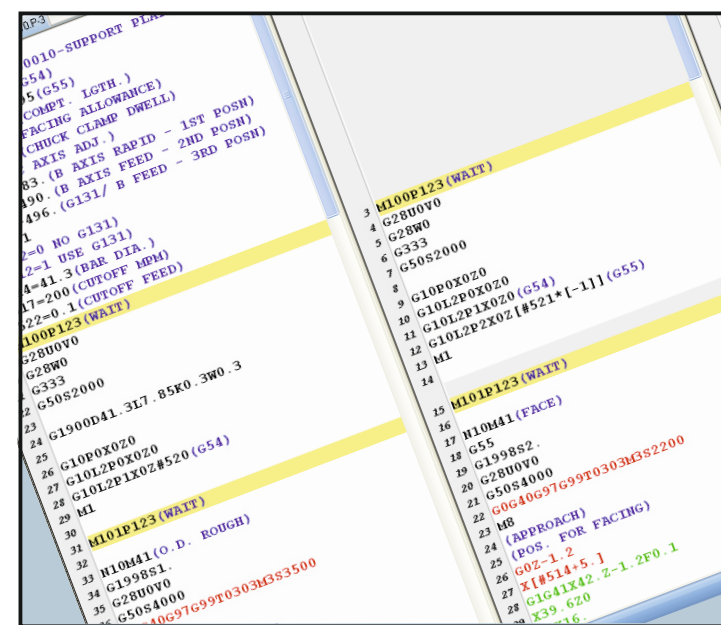 0.P-3
0010-SUPPORT
G54)
(G55)
COMPT. LGTH.)
FACING ALLOWANCE)
(CHUCK CLAMP DWELL)
AXIS ADJ.)
83.(B AXIS RAPID - 1ST POSN)
490.(B AXIS FEED - 2ND POSN)
496.(G131/ B FEED - 3RD POSN)
1
2=0 NO G131)
2=1 USE G131)
4=41.3(BAR DIA.)
17=200(CUTOFF MPM)
522=0.1(CUTOFF FEED)
100P123(WAIT)
G28U0V0
G28W0
G333
22 G50S2000
23
24 G1900D41.3L7.85K0.3W0.3
25
26 G10P0X0Z0
27 G10L2P0X0Z0
28 G10L2P1X0Z#520(G54)
29 M1
30
31 M101P123(WAIT)
32
33 N10M41(O.D. ROUGH)
34 G1998S1.
35 G28U0V0
G50S4000
40G97G99T0303M3S3500
3 M100P123(WAIT)
4 G28U0V0
5 G28W0
6 G333
7 G50S2000
8
9 G10P0X0Z0
10 G10L2P0X0Z0
11 G10L2P1X0Z0(G54)
12 G10L2P2X0Z[#521*[-1]](G55)
13 M1
14
15 M101P123(WAIT)
16
17 N10M41(FACE)
18 G55
19 G1998S2.
20 G28U0V0
21 G50S4000
22 G0G40G97G99T0303M3S2200
23 M8
24 (APPROACH)
25 (POS. FOR FACING)
26 G0Z-1.2
27 X[#514+5.]
28 G1G41X42.Z-1.2F0.1
X39.6Z0
X16.